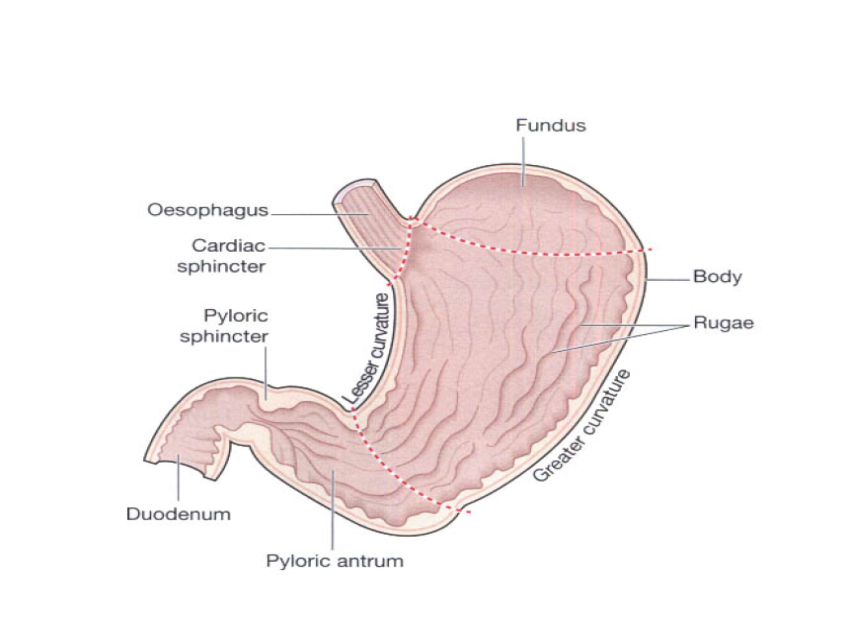 Fundus
Oesophagus
Cardiac
sphincter
Body
Pyloric
sphincter
Lesser curvature
Rugae
Greater curvature
Duodenum
Pyloric antrum